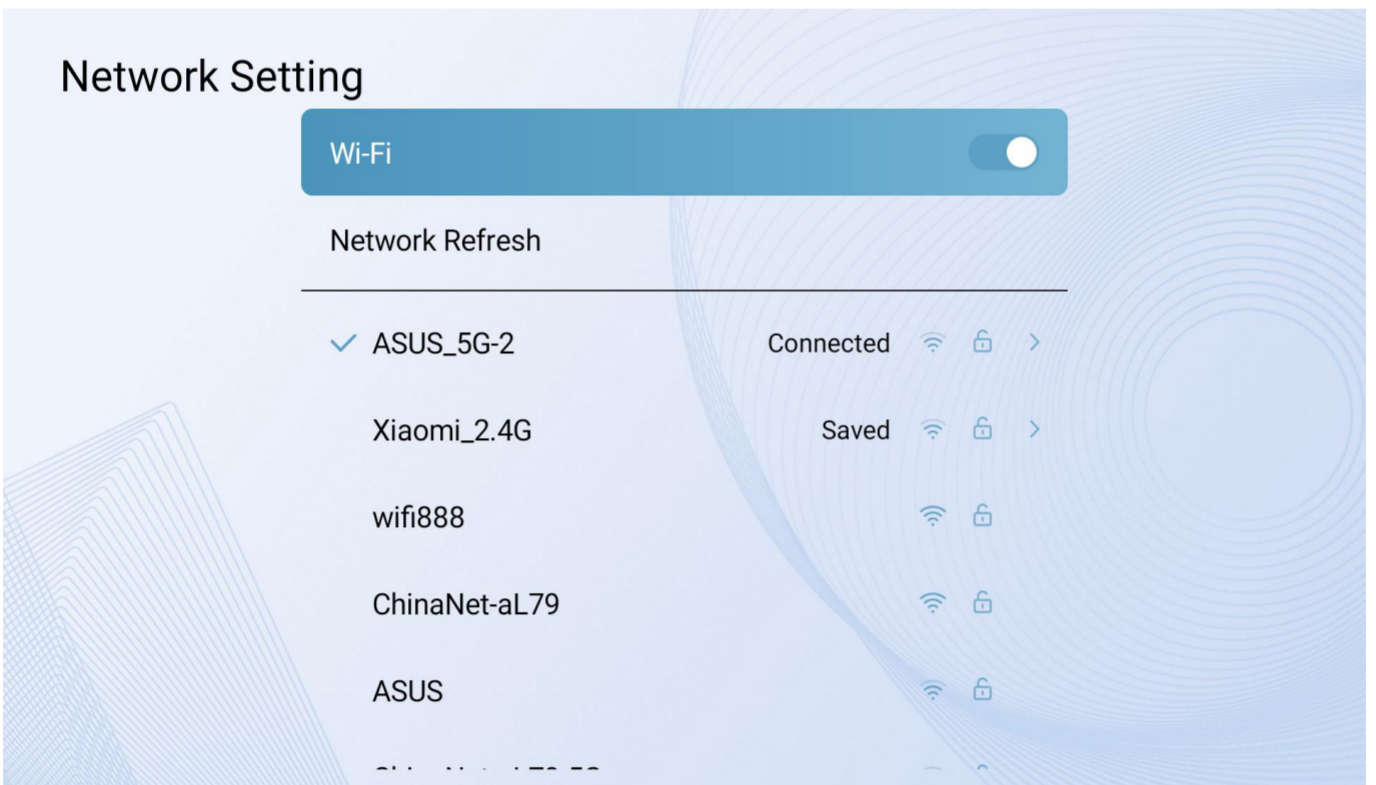 Network Setting
Wi-Fi
Network Refresh
ASUS_5G-2 Connected
Xiaomi_2.4G Saved
wifi888
ChinaNet-aL79
ASUS